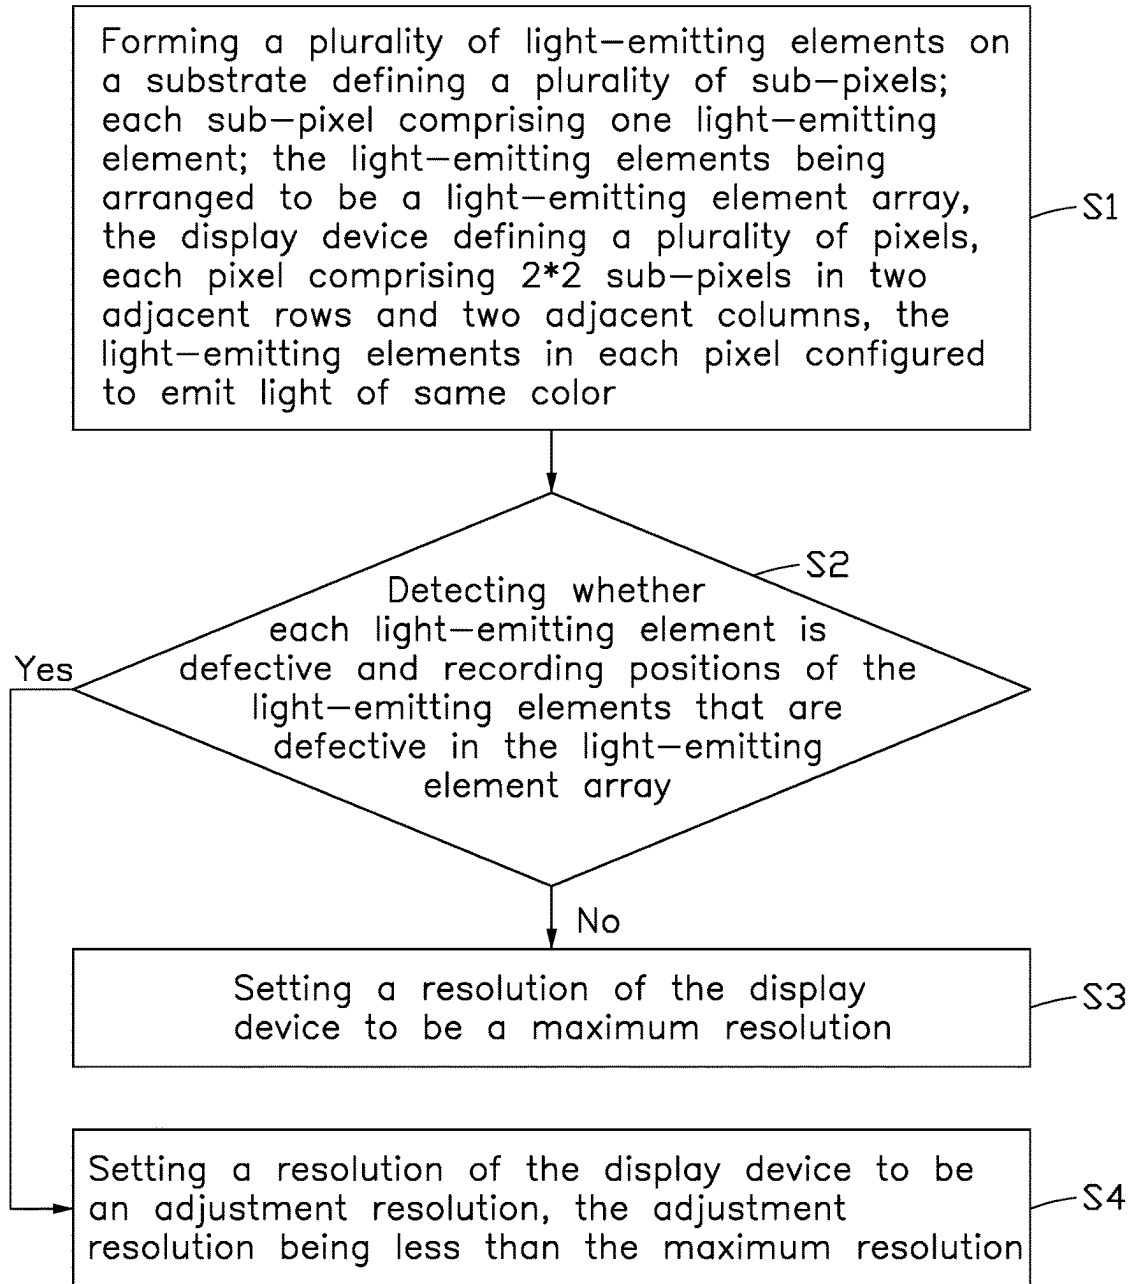 Forming a plurality of light-emitting elements on
a substrate defining a plurality of sub-pixels;
each sub-pixel comprising one light-emitting
element; the light-emitting elements being
arranged to be a light-emitting element array,
the display device defining a plurality of pixels,
each pixel comprising 2*2 sub-pixels in two
adjacent rows and two adjacent columns, the
light-emitting elements in each pixel configured
to emit light of same color
S1
S2
Detecting whether
each light-emitting element is
defective and recording positions of the
light-emitting elements that are
defective in the light-emitting
element array
Yes
No
Setting a resolution of the display
device to be a maximum resolution
S3
Setting a resolution of the display device to be
an adjustment resolution, the adjustment
resolution being less than the maximum resolution
S4